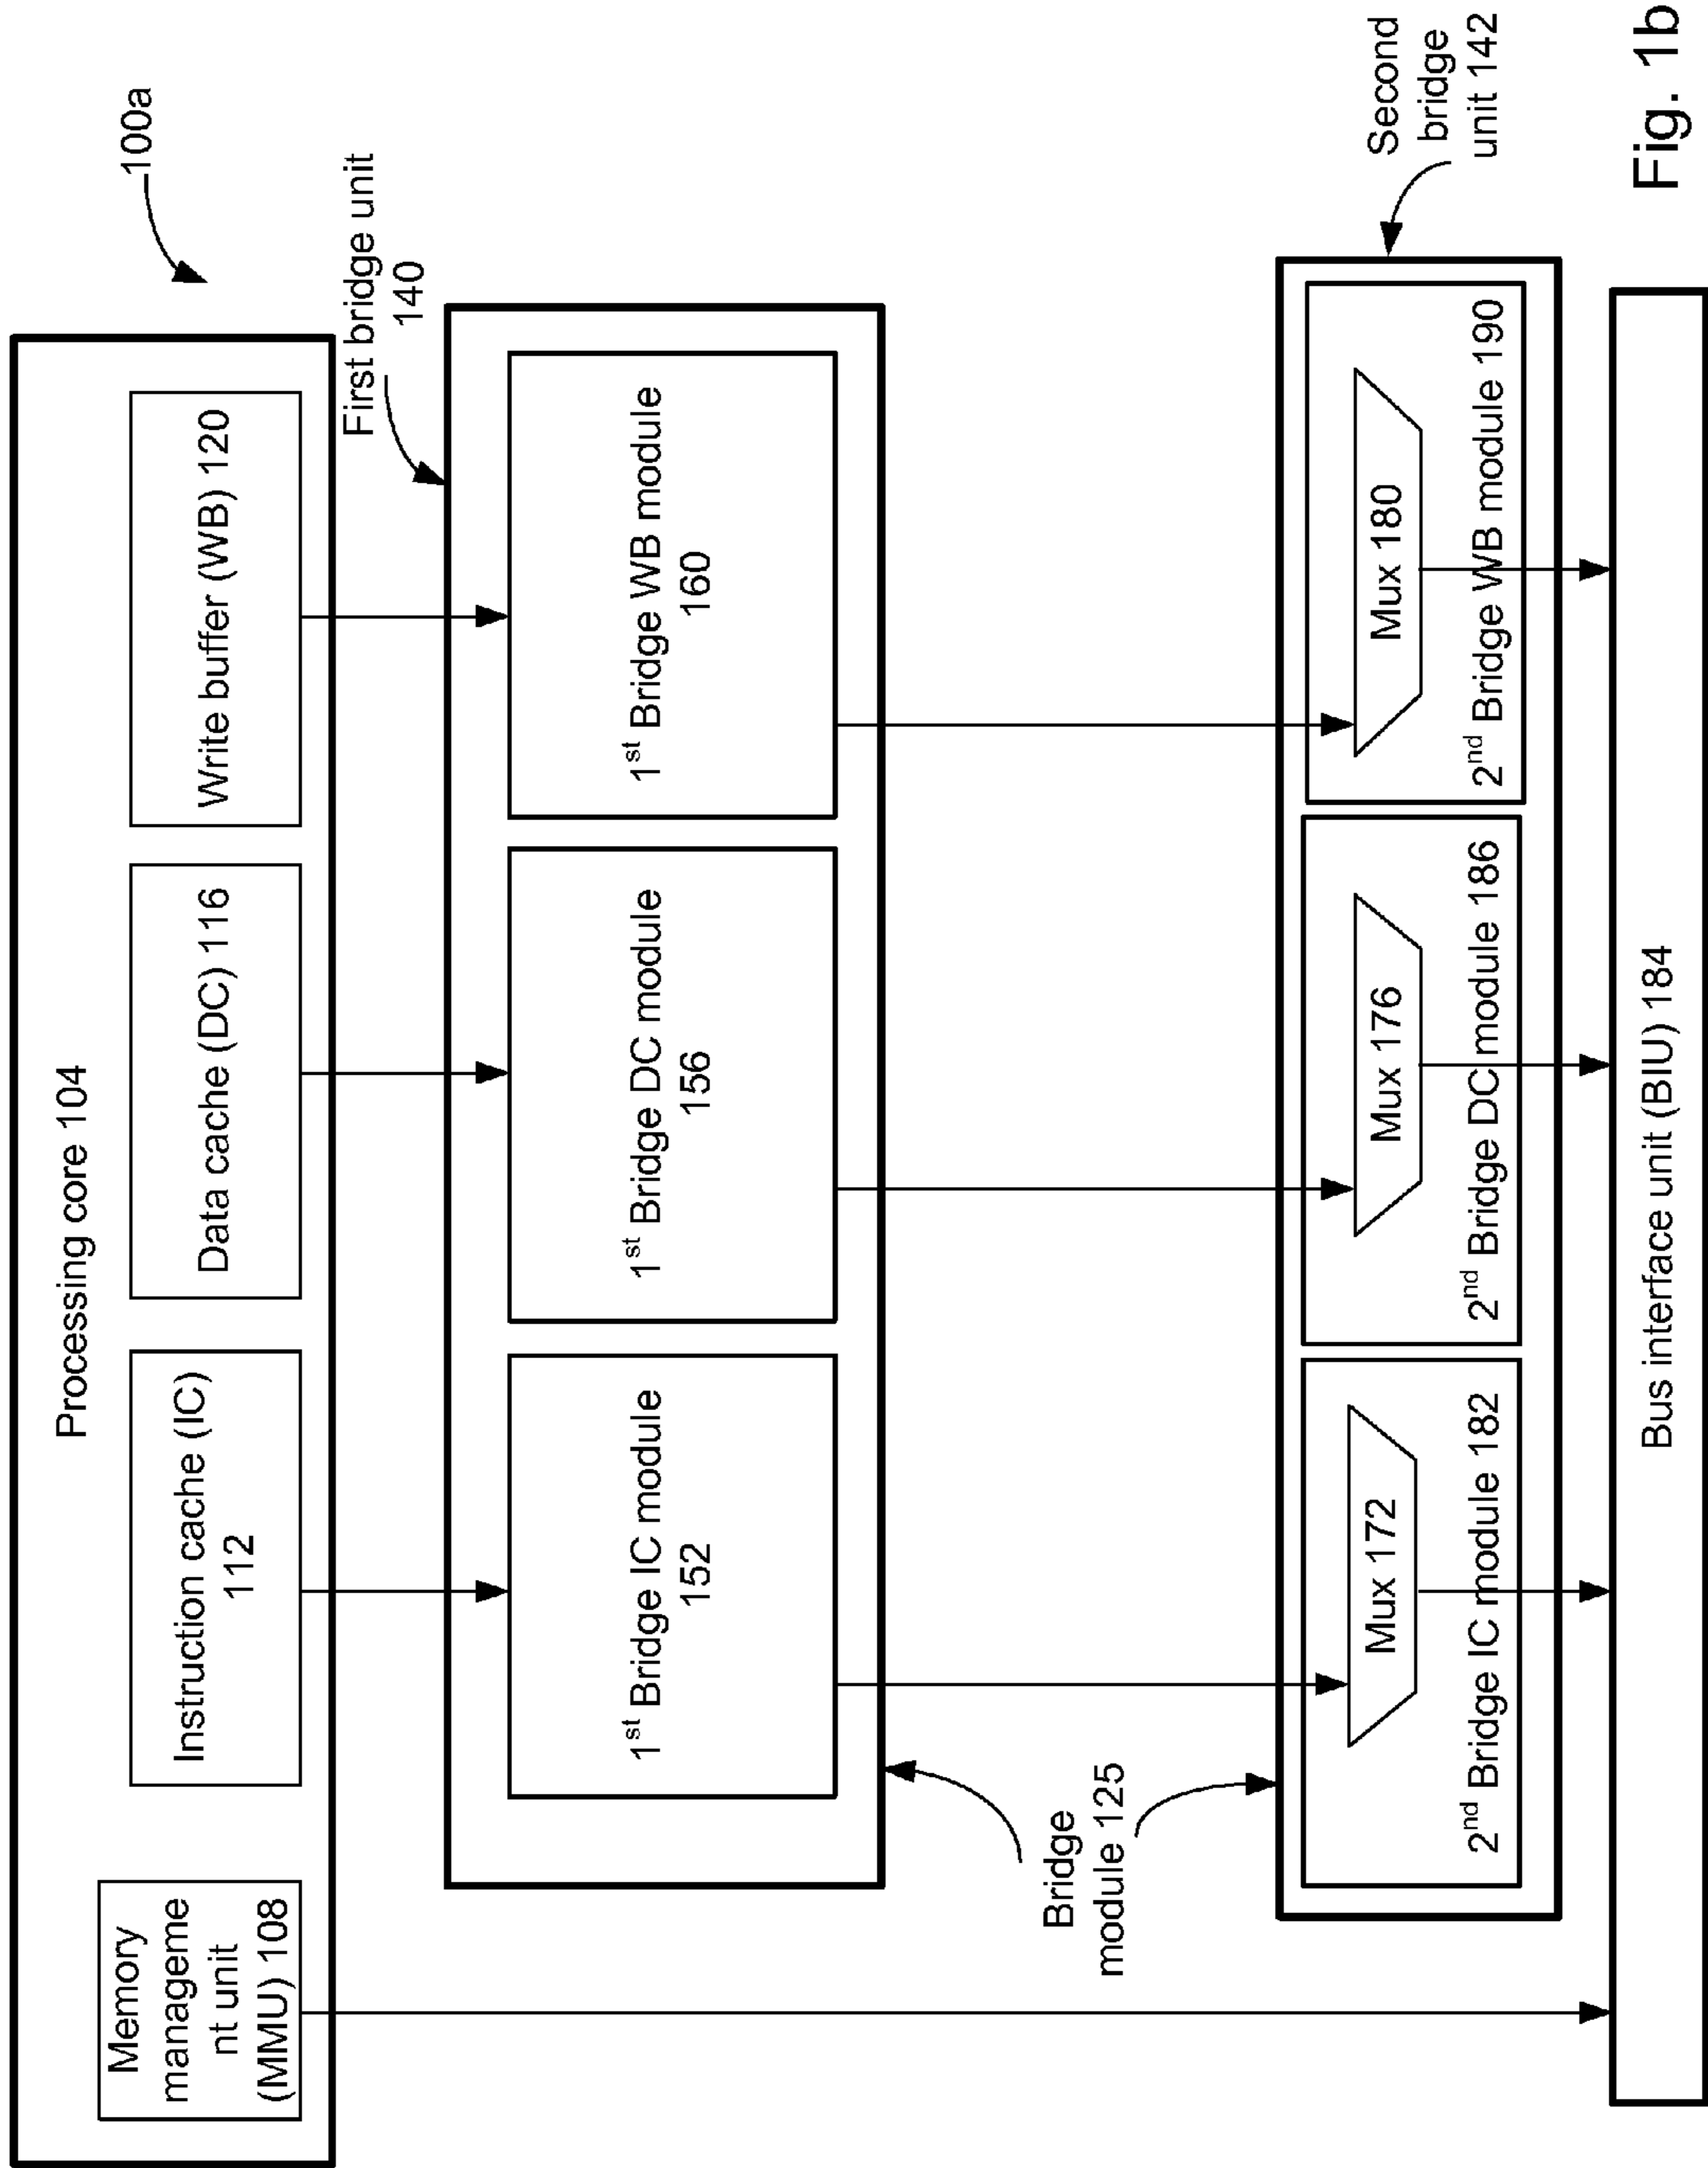 100a
Processing core 104
Memory
manageme
nt unit
(MMU) 108
Instruction cache (IC)
112
Data cache (DC) 116
Write buffer (WB) 120
First bridge unit
140
1st Bridge IC module
152
1st Bridge DC module
156
1st Bridge WB module
160
Bridge
module 125
Second
bridge
unit 142
Mux 172
2nd Bridge IC module 182
Mux 176
2nd Bridge DC module 186
Mux 180
2nd Bridge WB module 190
Bus interface unit (BIU) 184
Fig. 1b